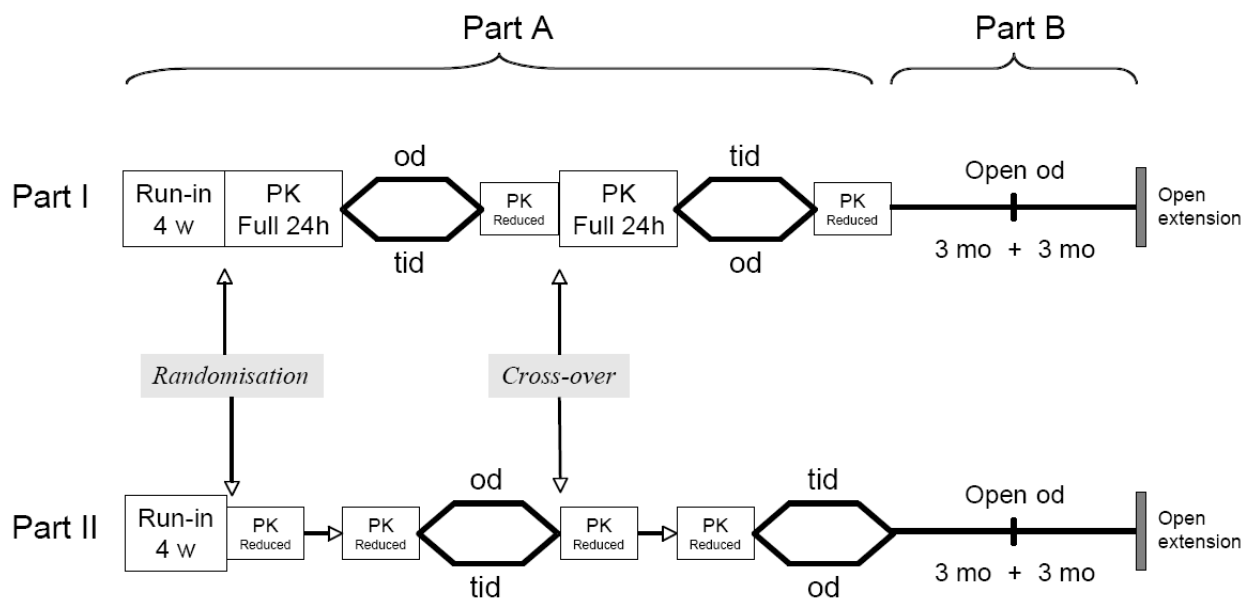 Part A
Part B
Part I
Run-in
4 w
PK
Full 24h
od
tid
PK
Reduced
PK
Full 24h
tid
od
PK
Reduced
Open od
3 mo + 3 mo
Open
extension
Randomisation
Cross-over
Part II
Run-in
4 w
PK
Reduced
PK
Reduced
od
tid
PK
Reduced
PK
Reduced
tid
od
Open od
3 mo + 3 mo
Open
extension